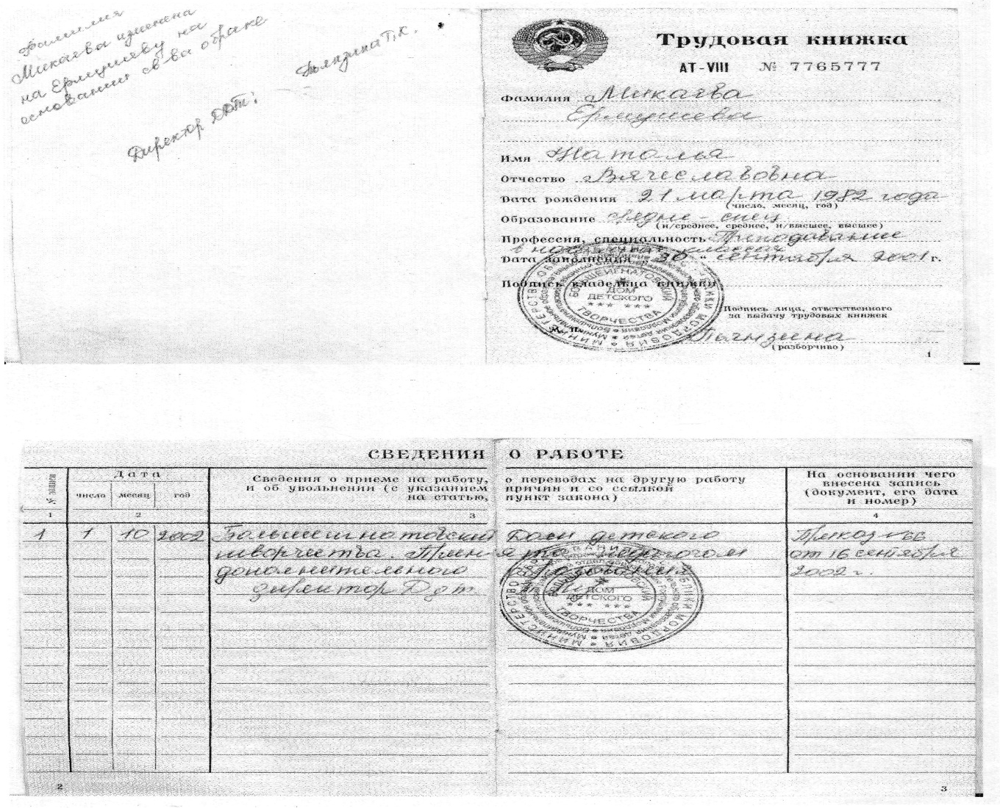 Фамилия
Микаева изменена
на Ермушеву на
основании св-ва о браке
Директор ДДТ:
Пьянзина Т.К.
Трудовая книжка
АТ-VIII № 7765777
Фамилия Микаева
Ермушева
Имя Наталья
Отчество Вячеславовна
Дата рождения 21 марта 1982 года
(число, месяц, год)
Образование средне-спец
(н/среднее, среднее, н/высшее, высшее)
Профессия, специальность Преподавание
в начальных классах
Дата заполнения " 30 " сентября 2001 г.
Подпись владельца книжки
БОЛЬШЕИГНАТОВСКИЙ
ДОМ
ДЕТСКОГО
ТВОРЧЕСТВА
Подпись лица, ответственного
за выдачу трудовых книжек
Пьянзина
(разборчиво)
1
СВЕДЕНИЯ О РАБОТЕ
№ записи
Дата
число месяц год
Сведения о приеме на работу, о переводах на другую работу
и об увольнении (с указанием причин и со ссылкой
на статью, пункт закона)
На основании чего
внесена запись
(документ, его дата
и номер)
1 2 3 4
1 1 10 2002 Большеигнатовский Дом детского Приказ №66
творчества. Принята педагогом от 16 сентября
дополнительного образования 2002 г.
директор Ддт.
ДОМ
ДЕТСКОГО
ТВОРЧЕСТВА
2 3